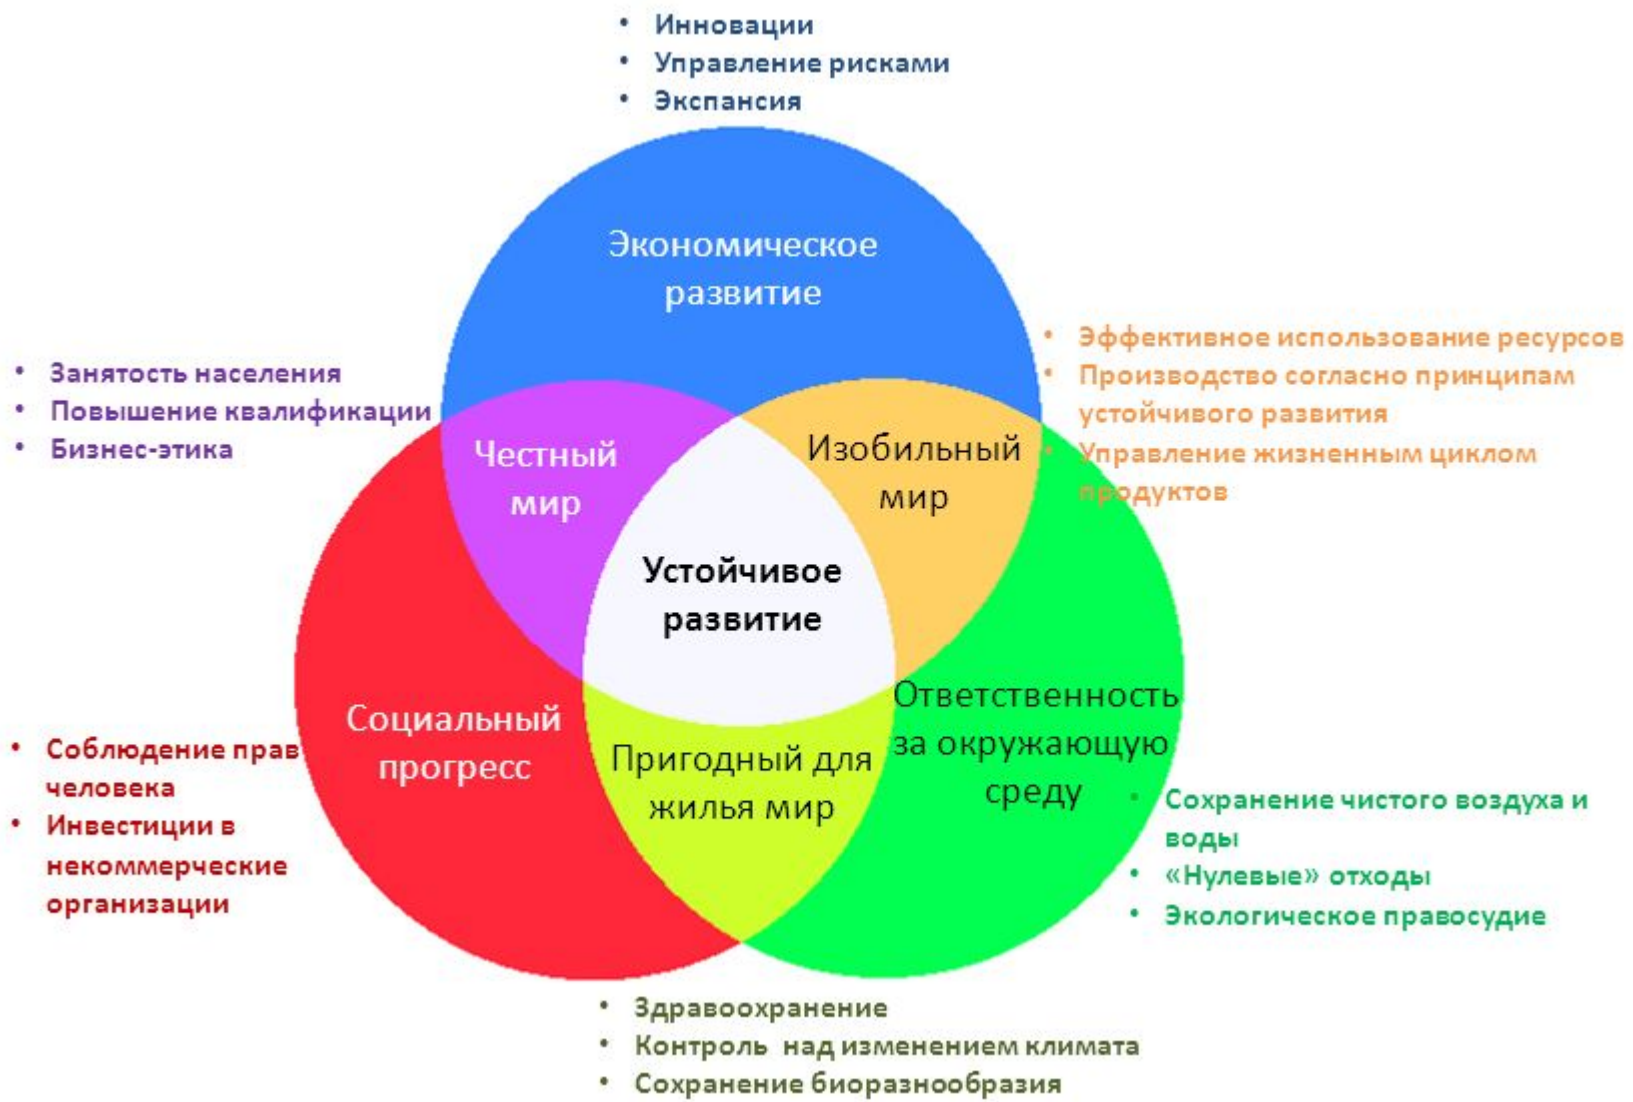 • Инновации
• Управление рисками
• Экспансия
Экономическое
развитие
• Занятость населения
• Повышение квалификации
• Бизнес-этика
• Эффективное использование ресурсов
• Производство согласно принципам
устойчивого развития
• Управление жизненным циклом
продуктов
Честный
мир
Изобильный
мир
Устойчивое
развитие
Социальный
прогресс
Ответственность
за окружающую
среду
Пригодный для
жилья мир
• Соблюдение прав
человека
• Инвестиции в
некоммерческие
организации
• Сохранение чистого воздуха и
воды
• «Нулевые» отходы
• Экологическое правосудие
• Здравоохранение
• Контроль  над изменением климата
• Сохранение биоразнообразия